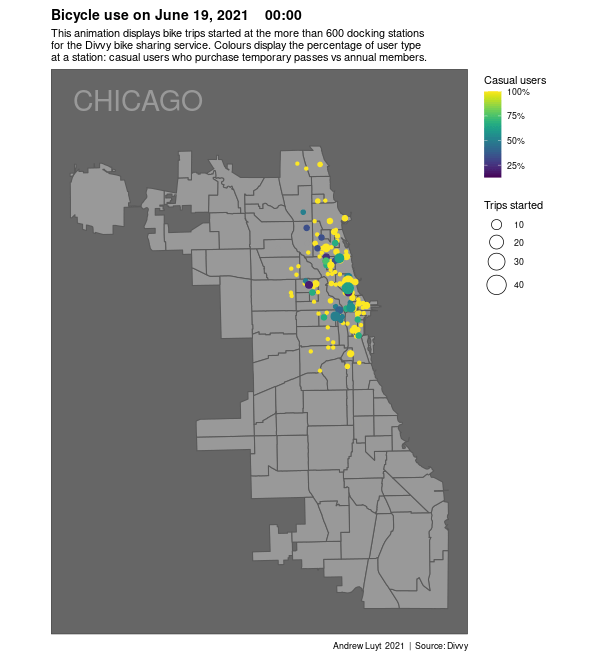 Bicycle use on June 19, 2021 00:00
This animation displays bike trips started at the more than 600 docking stations
for the Divvy bike sharing service. Colours display the percentage of user type
at a station: casual users who purchase temporary passes vs annual members.
CHICAGO
Casual users
100%
75%
50%
25%
Trips started
10
20
30
40
Andrew Luyt 2021 | Source: Divvy